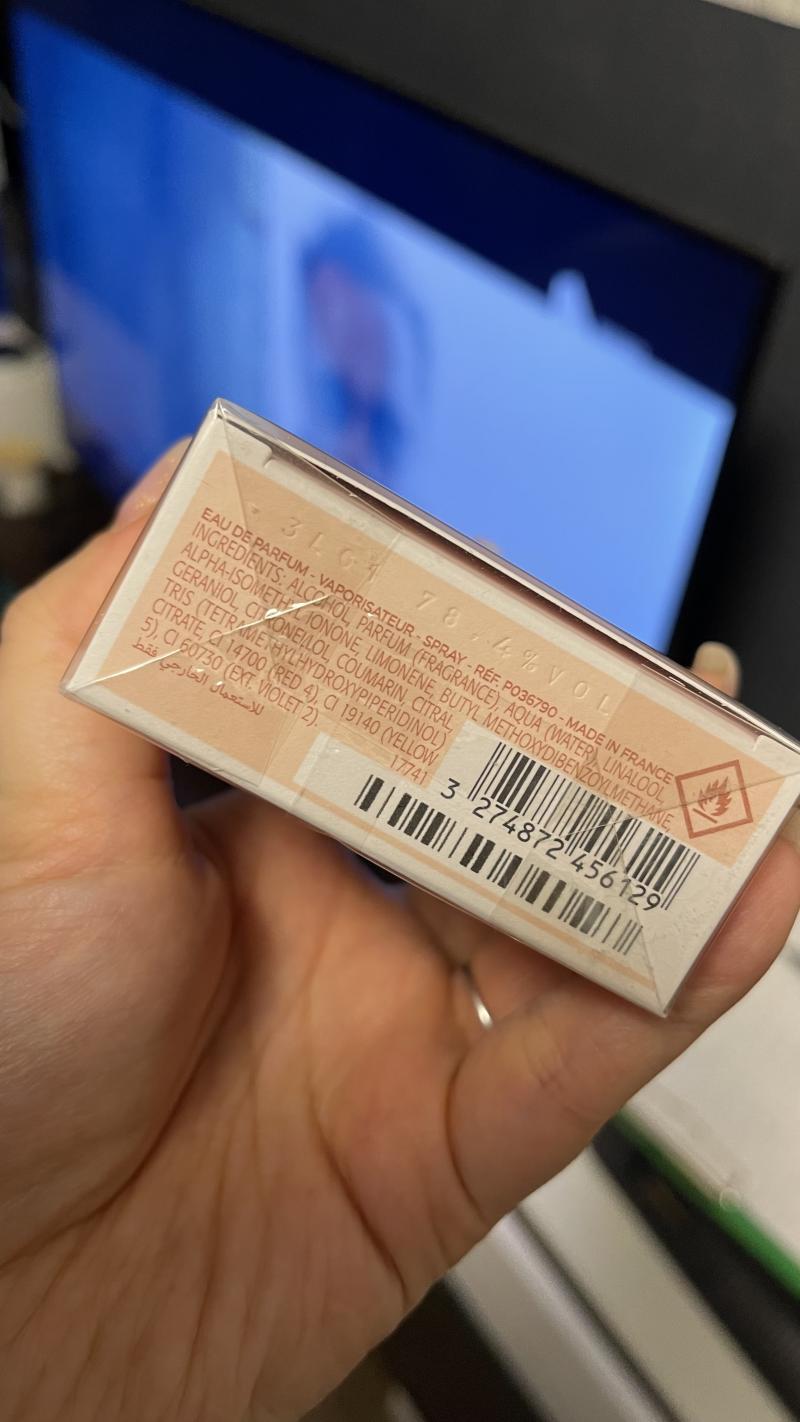 78.4%VOL
EAU DE PARFUM - VAPORISATEUR - SPRAY - RÉF. P036790 - MADE IN FRANCE
INGREDIENTS: ALCOHOL, PARFUM (FRAGRANCE), AQUA (WATER), LINALOOL,
ALPHA-ISOMETHYL IONONE, LIMONENE, BUTYL METHOXYDIBENZOYLMETHANE,
GERANIOL, CITRONELLOL, COUMARIN, CITRAL,
TRIS (TETRAMETHYLHYDROXYPIPERIDINOL)
CITRATE, CI 14700 (RED 4), CI 19140 (YELLOW
5), CI 60730 (EXT. VIOLET 2). 17741
للاستعمال الخارجي فقط
3 274872 456129